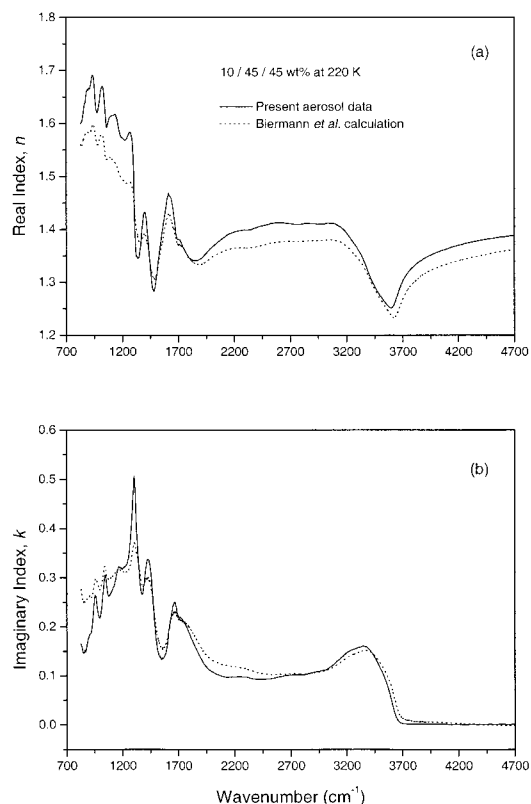 1.8
(a)
10 / 45 / 45 wt% at 220 K
1.7
Present aerosol data
Biermann et al. calculation
1.6
Real Index, n
1.5
1.4
1.3
1.2
700 1200 1700 2200 2700 3200 3700 4200 4700
0.6
(b)
0.5
0.4
Imaginary Index, k
0.3
0.2
0.1
0.0
700 1200 1700 2200 2700 3200 3700 4200 4700
Wavenumber (cm⁻¹)